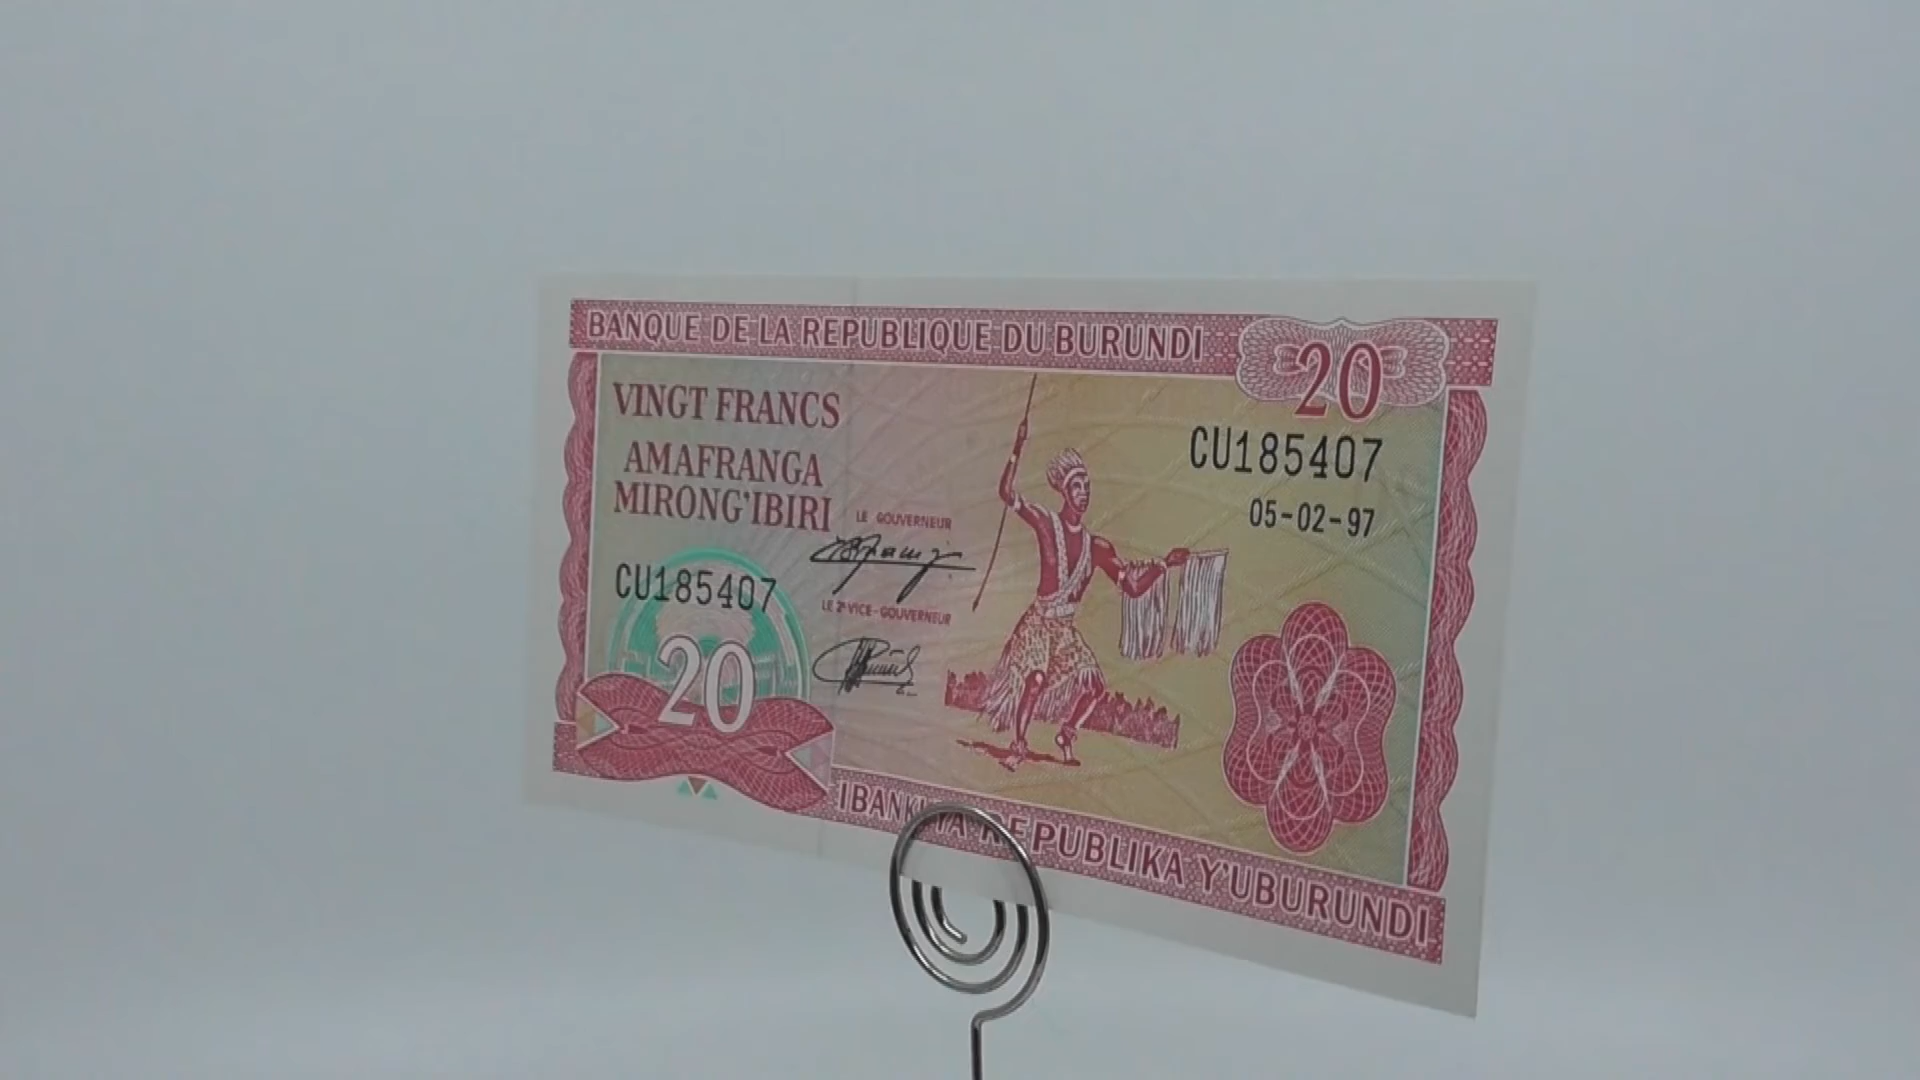 BANQUE DE LA REPUBLIQUE DU BURUNDI
20
VINGT FRANCS
AMAFRANGA
MIRONG'IBIRI
CU185407
05-02-97
LE GOUVERNEUR
CU185407
LE 2e VICE-GOUVERNEUR
20
IBANKI YA REPUBLIKA Y'UBURUNDI